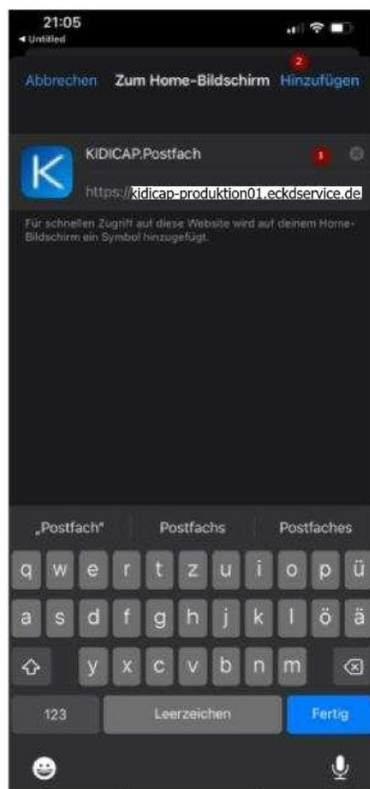 21:05
◀ Untitled
2
Abbrechen Zum Home-Bildschirm Hinzufügen
K
KIDICAP.Postfach 1
https://kidicap-produktion01.eckdservice.de
Für schnellen Zugriff auf diese Website wird auf deinem Home-
Bildschirm ein Symbol hinzugefügt.
„Postfach“ Postfachs Postfaches
q w e r t z u i o p ü
a s d f g h j k l ö ä
y x c v b n m
123 Leerzeichen Fertig